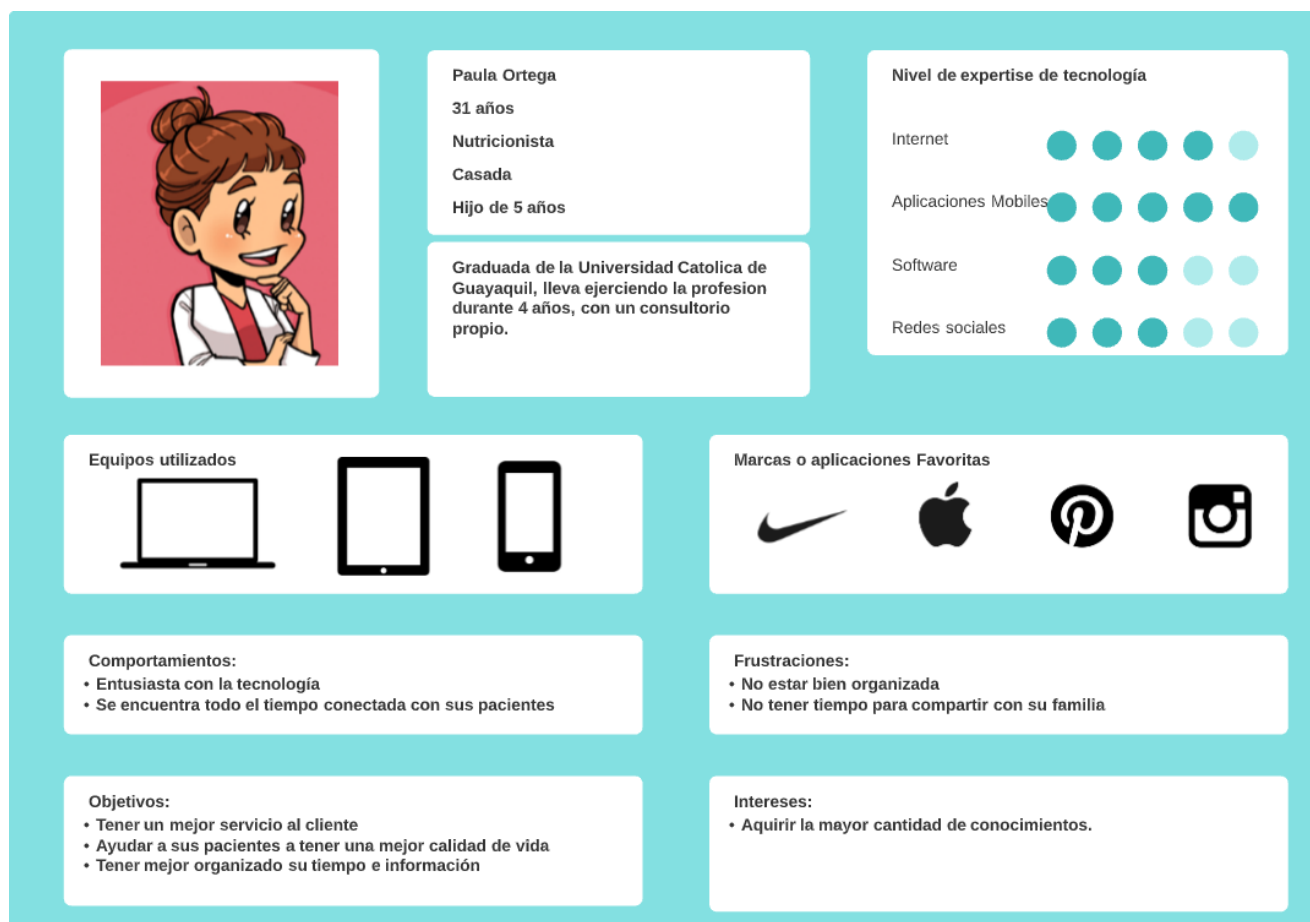 Paula Ortega
31 años
Nutricionista
Casada
Hijo de 5 años
Graduada de la Universidad Catolica de
Guayaquil, lleva ejerciendo la profesion
durante 4 años, con un consultorio
propio.
Nivel de expertise de tecnología
Internet
Aplicaciones Mobiles
Software
Redes sociales
Equipos utilizados
Marcas o aplicaciones Favoritas
Comportamientos:
• Entusiasta con la tecnología
• Se encuentra todo el tiempo conectada con sus pacientes
Frustraciones:
• No estar bien organizada
• No tener tiempo para compartir con su familia
Objetivos:
• Tener un mejor servicio al cliente
• Ayudar a sus pacientes a tener una mejor calidad de vida
• Tener mejor organizado su tiempo e información
Intereses:
• Aquirir la mayor cantidad de conocimientos.